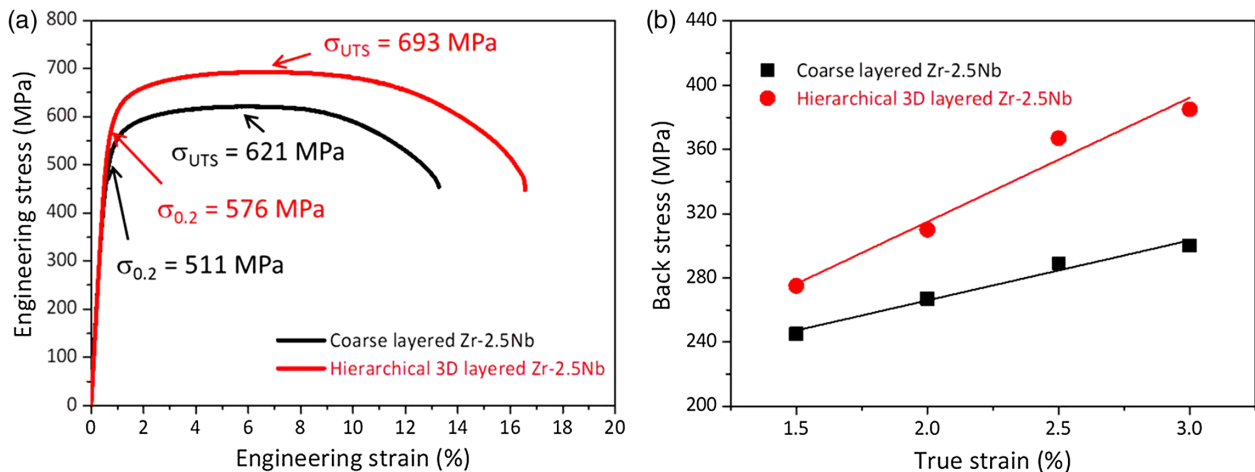 (a)
800
700
600
500
400
300
200
100
0
Engineering stress (MPa)
σUTS = 693 MPa
σUTS = 621 MPa
σ0.2 = 576 MPa
σ0.2 = 511 MPa
Coarse layered Zr-2.5Nb
Hierarchical 3D layered Zr-2.5Nb
0 2 4 6 8 10 12 14 16 18 20
Engineering strain (%)
(b)
440
400
360
320
280
240
200
Back stress (MPa)
Coarse layered Zr-2.5Nb
Hierarchical 3D layered Zr-2.5Nb
1.5 2.0 2.5 3.0
True strain (%)